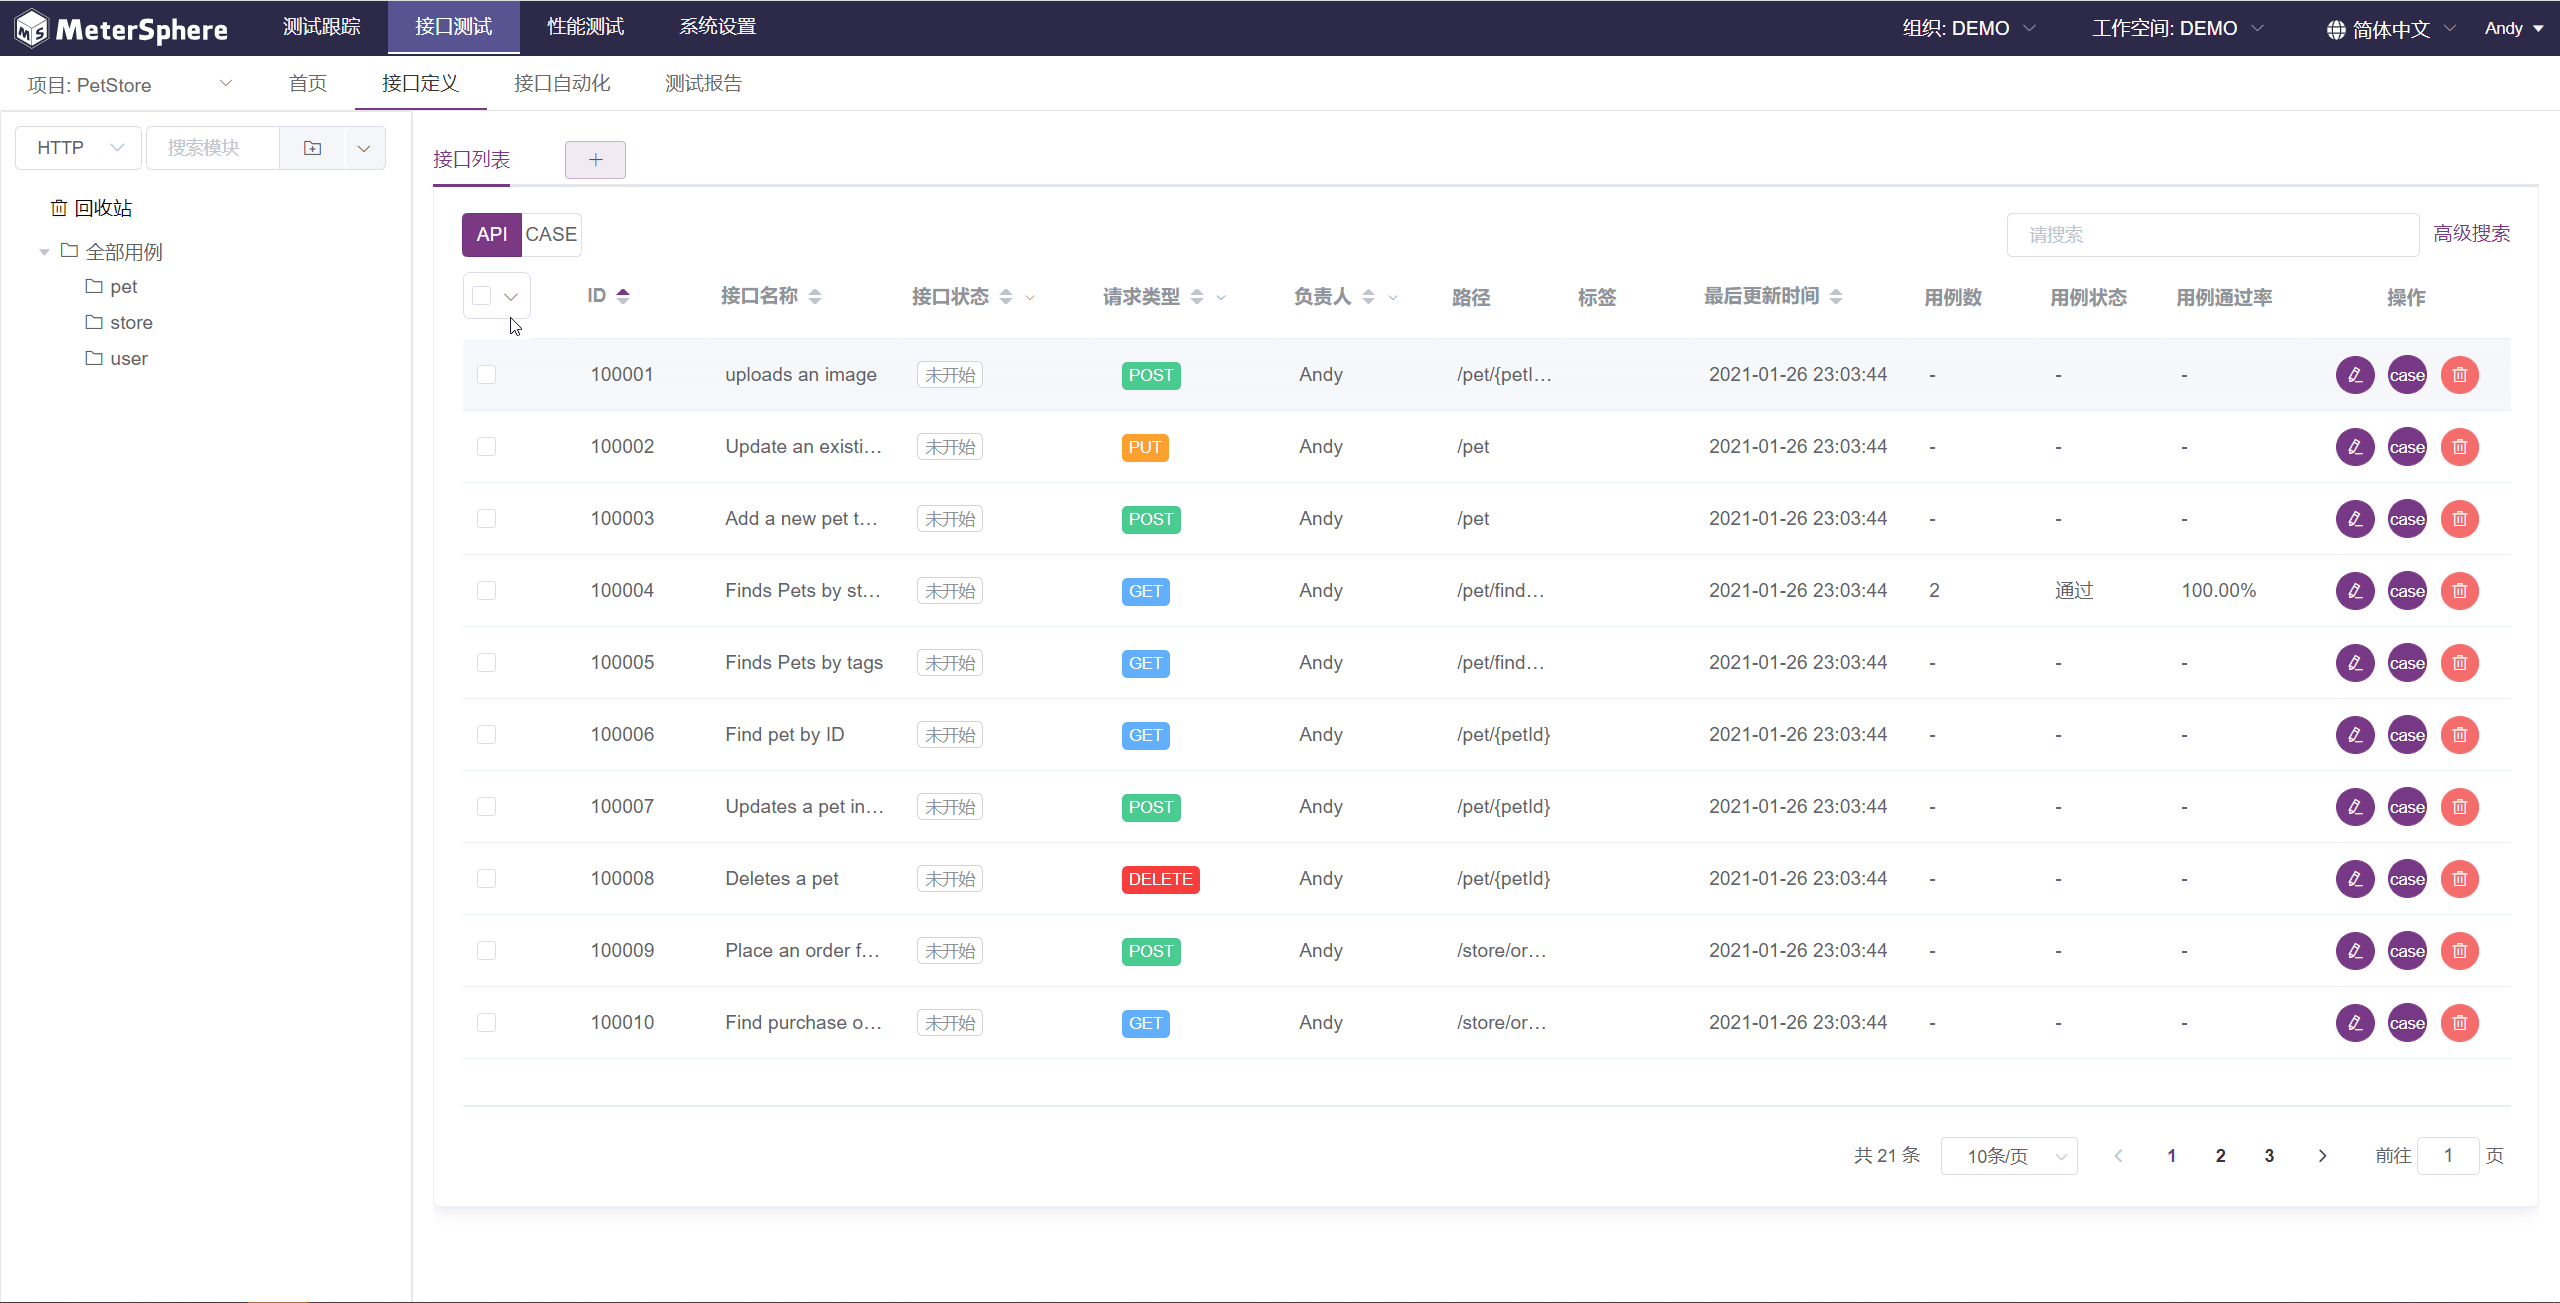 MeterSphere 测试跟踪 接口测试 性能测试 系统设置 组织: DEMO 工作空间: DEMO 简体中文 Andy
项目: PetStore 首页 接口定义 接口自动化 测试报告
HTTP 搜索模块
回收站
全部用例
pet
store
user
接口列表 +
API CASE 请搜索 高级搜索
ID 接口名称 接口状态 请求类型 负责人 路径 标签 最后更新时间 用例数 用例状态 用例通过率 操作
100001 uploads an image 未开始 POST Andy /pet/{petI... 2021-01-26 23:03:44 - - - case
100002 Update an existi... 未开始 PUT Andy /pet 2021-01-26 23:03:44 - - - case
100003 Add a new pet t... 未开始 POST Andy /pet 2021-01-26 23:03:44 - - - case
100004 Finds Pets by st... 未开始 GET Andy /pet/find... 2021-01-26 23:03:44 2 通过 100.00% case
100005 Finds Pets by tags 未开始 GET Andy /pet/find... 2021-01-26 23:03:44 - - - case
100006 Find pet by ID 未开始 GET Andy /pet/{petId} 2021-01-26 23:03:44 - - - case
100007 Updates a pet in... 未开始 POST Andy /pet/{petId} 2021-01-26 23:03:44 - - - case
100008 Deletes a pet 未开始 DELETE Andy /pet/{petId} 2021-01-26 23:03:44 - - - case
100009 Place an order f... 未开始 POST Andy /store/or... 2021-01-26 23:03:44 - - - case
100010 Find purchase o... 未开始 GET Andy /store/or... 2021-01-26 23:03:44 - - - case
共 21 条 10条/页 1 2 3 前往 1 页